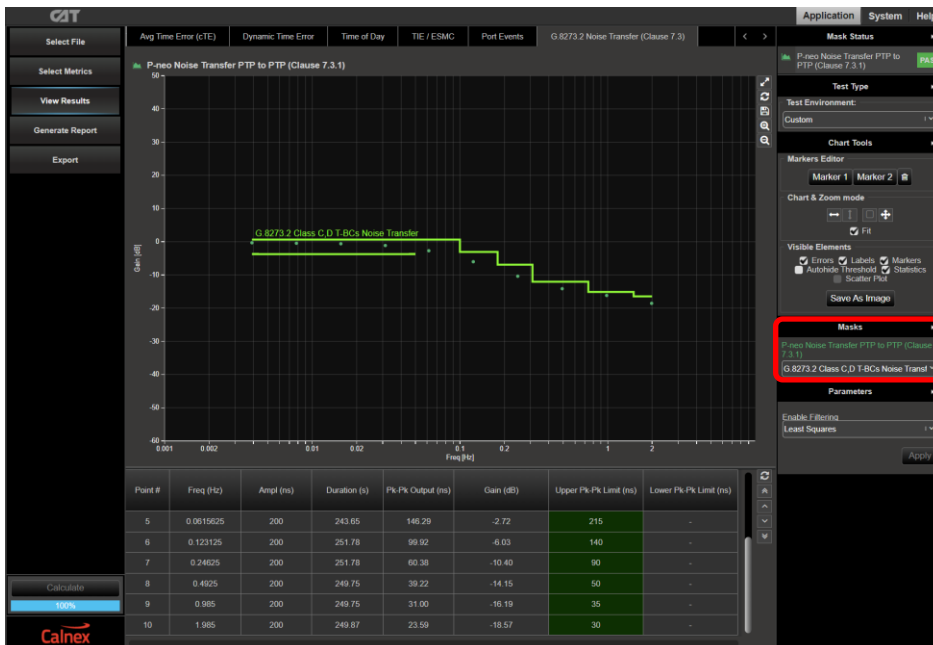 CAT
Application System Help
Select File
Select Metrics
View Results
Generate Report
Export
Calculate
100%
Calnex
Avg Time Error (cTE) Dynamic Time Error Time of Day TIE / ESMC Port Events G.8273.2 Noise Transfer (Clause 7.3) < >
P-neo Noise Transfer PTP to PTP (Clause 7.3.1)
50
40
30
20
10
0
-10
-20
-30
-40
-50
-60
Gain [dB]
G.8273.2 Class C,D T-BCs Noise Transfer
0.001 0.002 0.01 0.02 0.1 0.2 1 2
Freq [Hz]
Point # Freq (Hz) Ampl (ns) Duration (s) Pk-Pk Output (ns) Gain (dB) Upper Pk-Pk Limit (ns) Lower Pk-Pk Limit (ns)
5 0.0615625 200 243.65 146.29 -2.72 215 -
6 0.123125 200 251.78 99.92 -6.03 140 -
7 0.24625 200 251.78 60.38 -10.40 90 -
8 0.4925 200 249.75 39.22 -14.15 50 -
9 0.985 200 249.75 31.00 -16.19 35 -
10 1.985 200 249.87 23.59 -18.57 30 -
Mask Status
P-neo Noise Transfer PTP to
PTP (Clause 7.3.1)
PAS
Test Type
Test Environment:
Custom
Chart Tools
Markers Editor
Marker 1 Marker 2
Chart & Zoom mode
Fit
Visible Elements
Errors Labels Markers
Autohide Threshold Statistics
Scatter Plot
Save As Image
Masks
P-neo Noise Transfer PTP to PTP (Clause
7.3.1)
G.8273.2 Class C,D T-BCs Noise Transf
Parameters
Enable Filtering
Least Squares
Apply